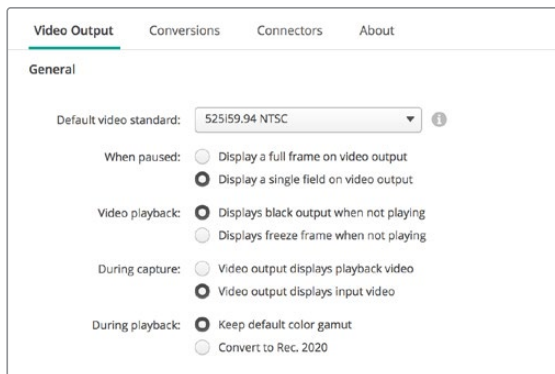 Video Output Conversions Connectors About
General
Default video standard: 525i59.94 NTSC
When paused: Display a full frame on video output
Display a single field on video output
Video playback: Displays black output when not playing
Displays freeze frame when not playing
During capture: Video output displays playback video
Video output displays input video
During playback: Keep default color gamut
Convert to Rec. 2020